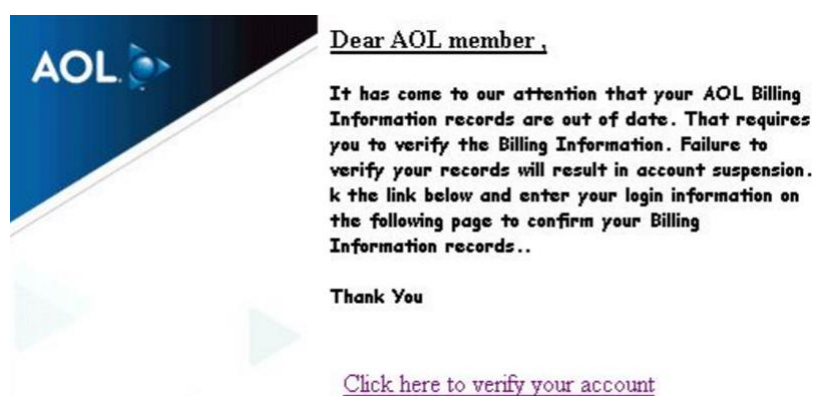 AOL
Dear AOL member ,
It has come to our attention that your AOL Billing
Information records are out of date. That requires
you to verify the Billing Information. Failure to
verify your records will result in account suspension.
k the link below and enter your login information on
the following page to confirm your Billing
Information records..
Thank You
Click here to verify your account